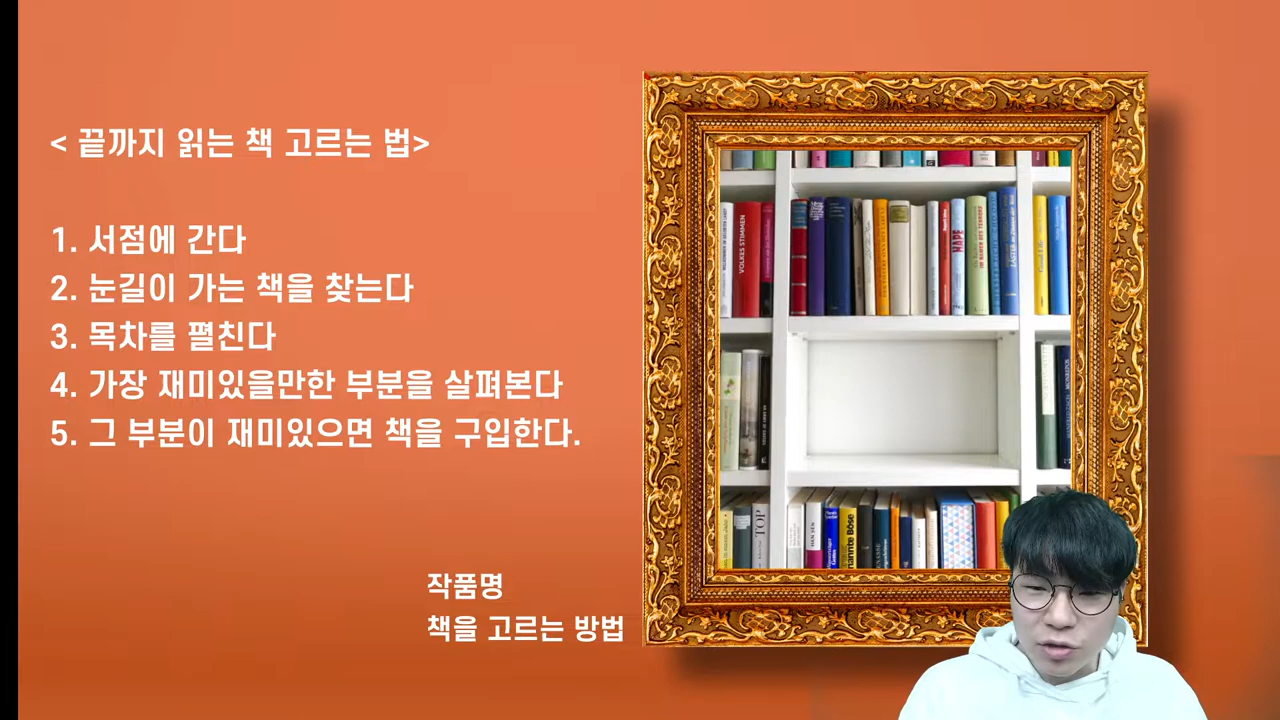 < 끝까지 읽는 책 고르는 법>
1. 서점에 간다
2. 눈길이 가는 책을 찾는다
3. 목차를 펼친다
4. 가장 재미있을만한 부분을 살펴본다
5. 그 부분이 재미있으면 책을 구입한다.
작품명
책을 고르는 방법
VOLKES STIMMEN
HAPE
TOP